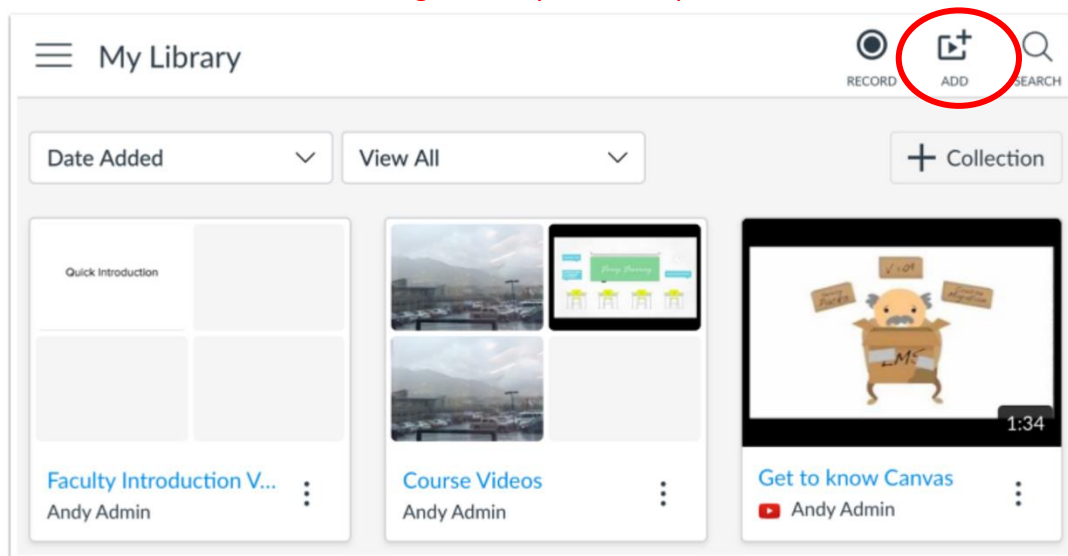 My Library
RECORD
ADD
SEARCH
Date Added
View All
+ Collection
Quick Introduction
1:34
LMS
Faculty Introduction V...
Andy Admin
Course Videos
Andy Admin
Get to know Canvas
Andy Admin